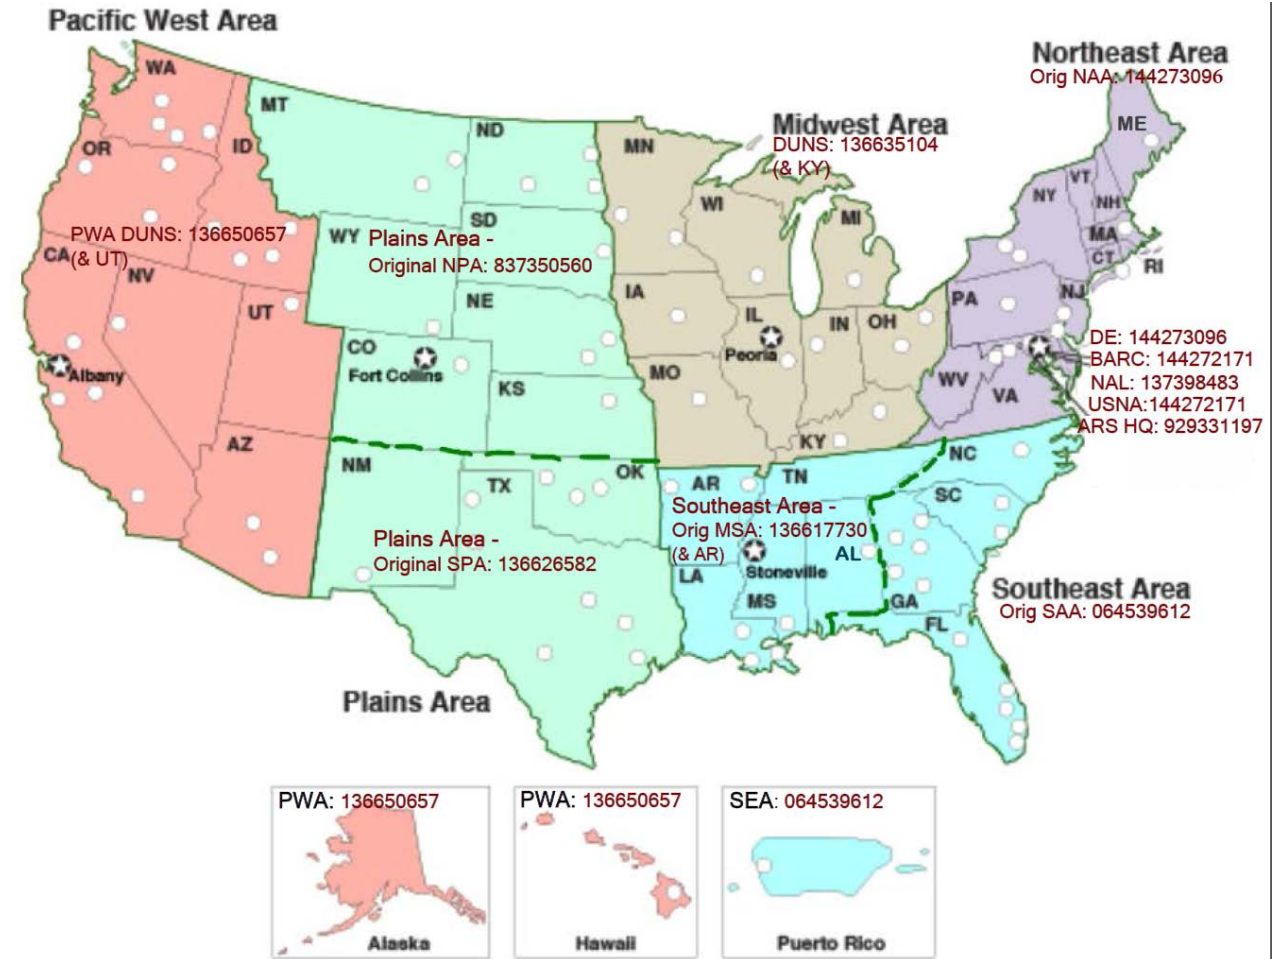 Pacific West Area
Northeast Area
Orig NAA: 144273096
Midwest Area
DUNS: 136635104
(& KY)
WA
MT
ND
MN
ME
OR
ID
VT
NY
NH
WI
MI
SD
MA
PWA DUNS: 136650657
(& UT)
WY
Plains Area -
Original NPA: 837350560
CA
NV
CT
RI
NE
IA
PA
NJ
UT
IL
IN
OH
DE: 144273096
BARC: 144272171
NAL: 137398483
USNA:144272171
ARS HQ: 929331197
CO
Fort Collins
Peoria
Albany
KS
MO
WV
VA
AZ
KY
NC
NM
TX
OK
AR
TN
SC
Southeast Area -
Orig MSA: 136617730
(& AR)
Plains Area -
Original SPA: 136626582
AL
Stoneville
LA
MS
GA
Southeast Area
Orig SAA: 064539612
FL
Plains Area
PWA: 136650657
Alaska
PWA: 136650657
Hawaii
SEA: 064539612
Puerto Rico